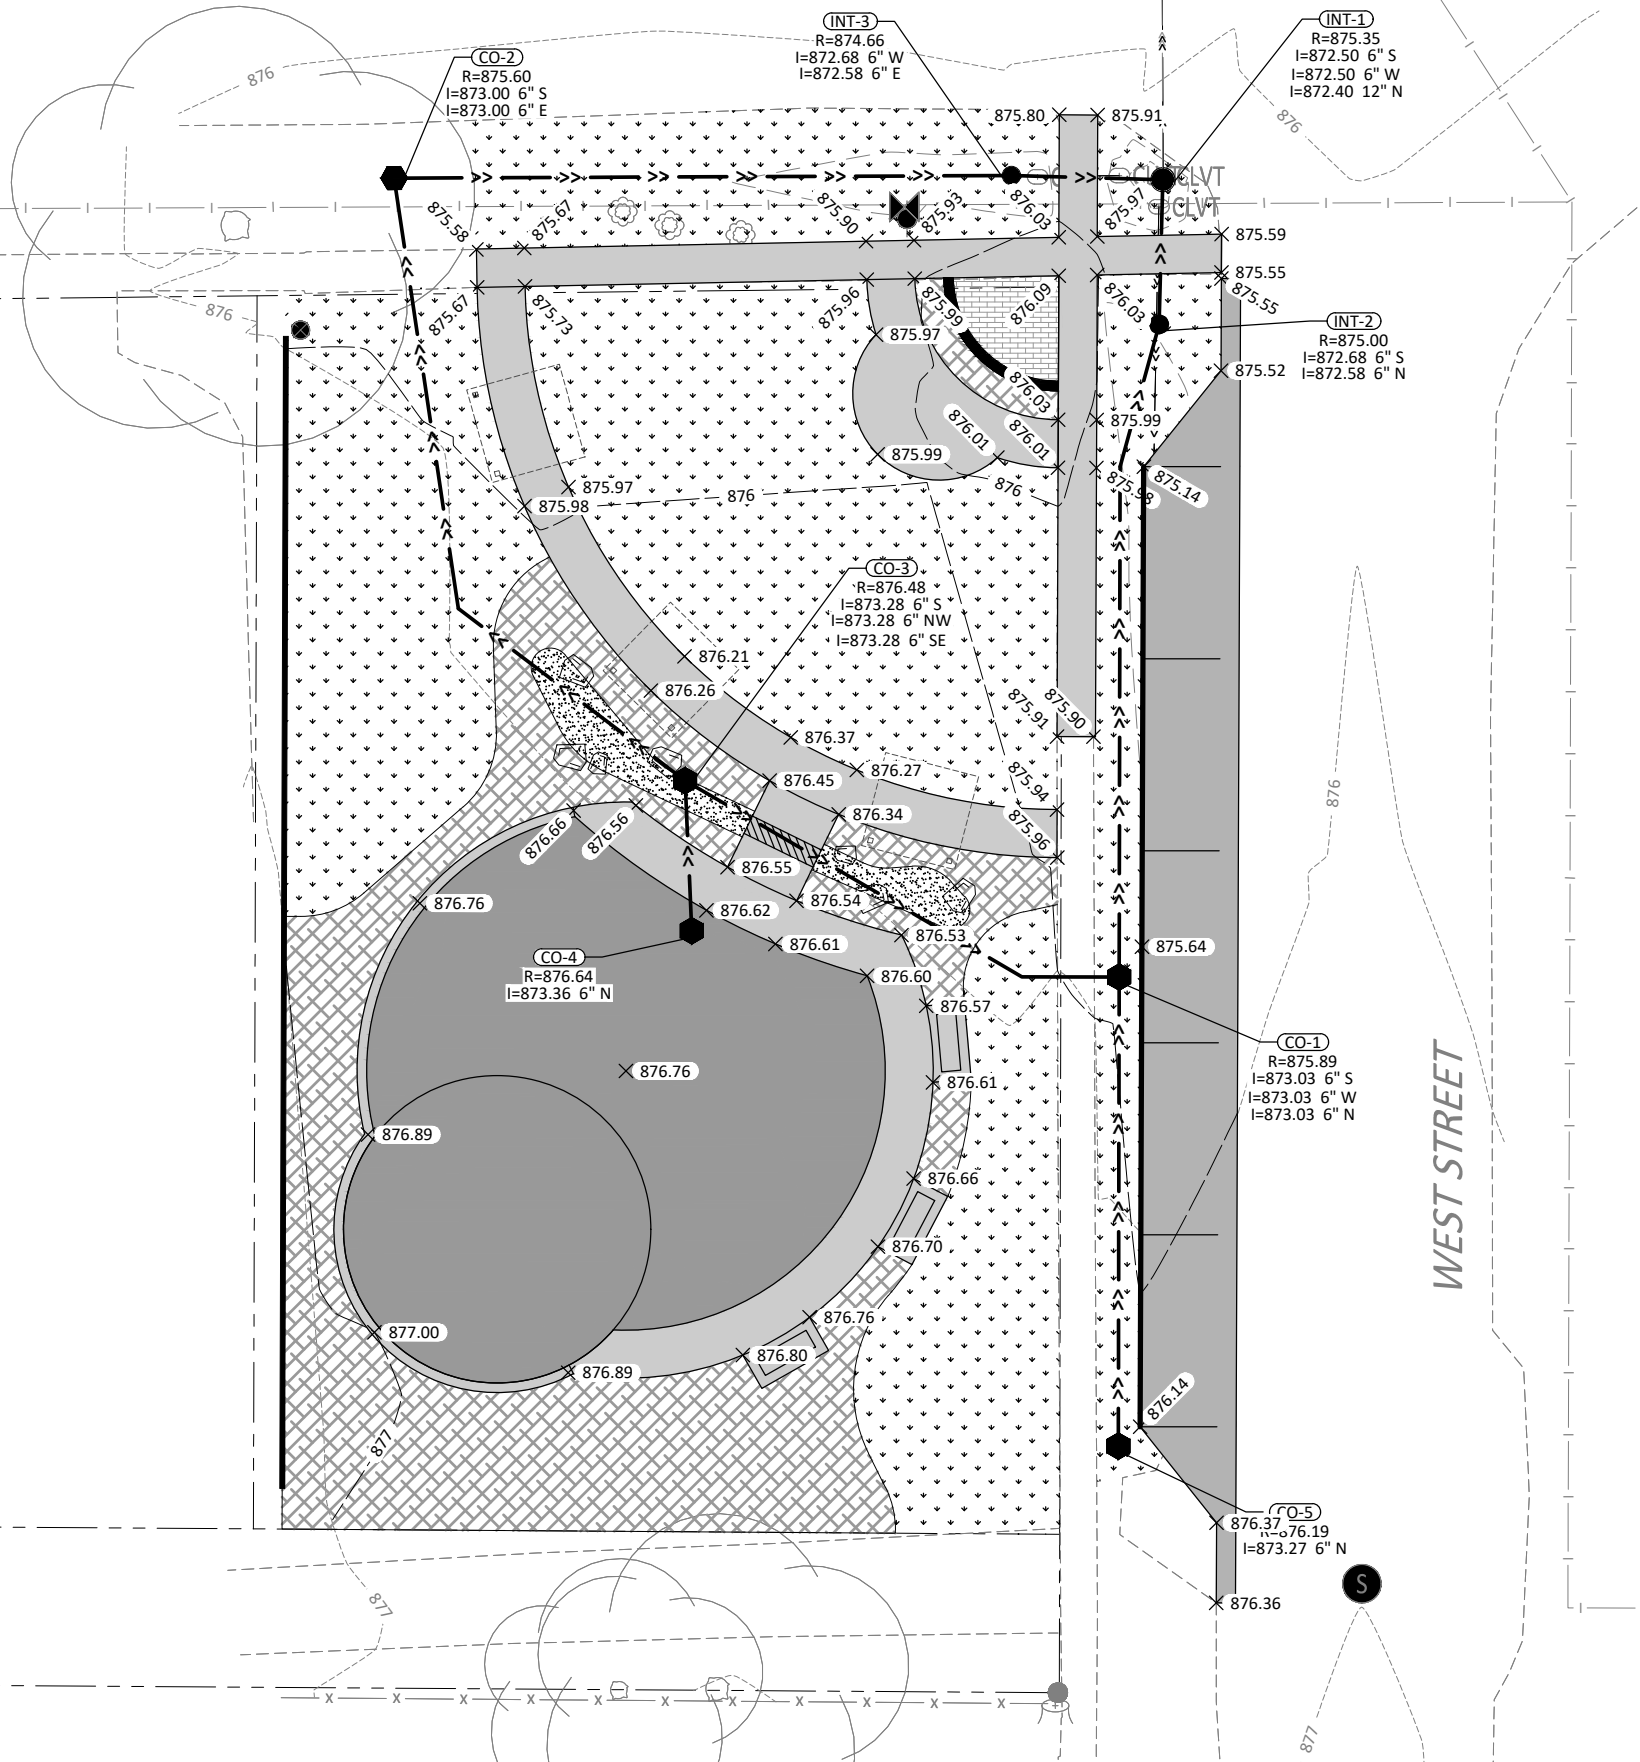 INT-3
R=874.66
I=872.68 6" W
I=872.58 6" E
INT-1
R=875.35
I=872.50 6" S
I=872.50 6" W
I=872.40 12" N
CO-2
R=875.60
I=873.00 6" S
I=873.00 6" E
876
876
875.80
875.91
CLVT
CLVT
875.58
875.67
875.90
875.93
876.03
875.97
875.59
875.55
875.55
875.67
875.73
875.96
875.99
876.09
876.03
876
INT-2
R=875.00
I=872.68 6" S
I=872.58 6" N
875.97
875.52
876.03
875.99
876.01
876.01
875.99
875.98
875.14
876
876
875.97
875.98
CO-3
R=876.48
I=873.28 6" S
I=873.28 6" NW
I=873.28 6" SE
876.21
876.26
875.91
875.90
876.37
876.27
876.45
875.94
876
876.34
875.96
876.66
876.56
876.55
876.54
876.76
876.62
876.61
876.53
875.64
CO-4
R=876.64
I=873.36 6" N
876.60
876.57
CO-1
R=875.89
I=873.03 6" S
I=873.03 6" W
I=873.03 6" N
876.76
876.61
876.89
WEST STREET
876.66
876.70
876.76
877.00
876.80
876.89
876.14
877
CO-5
R=876.19
I=873.27 6" N
876.37
876.36
S
877
877
x x x x x x x x x x x